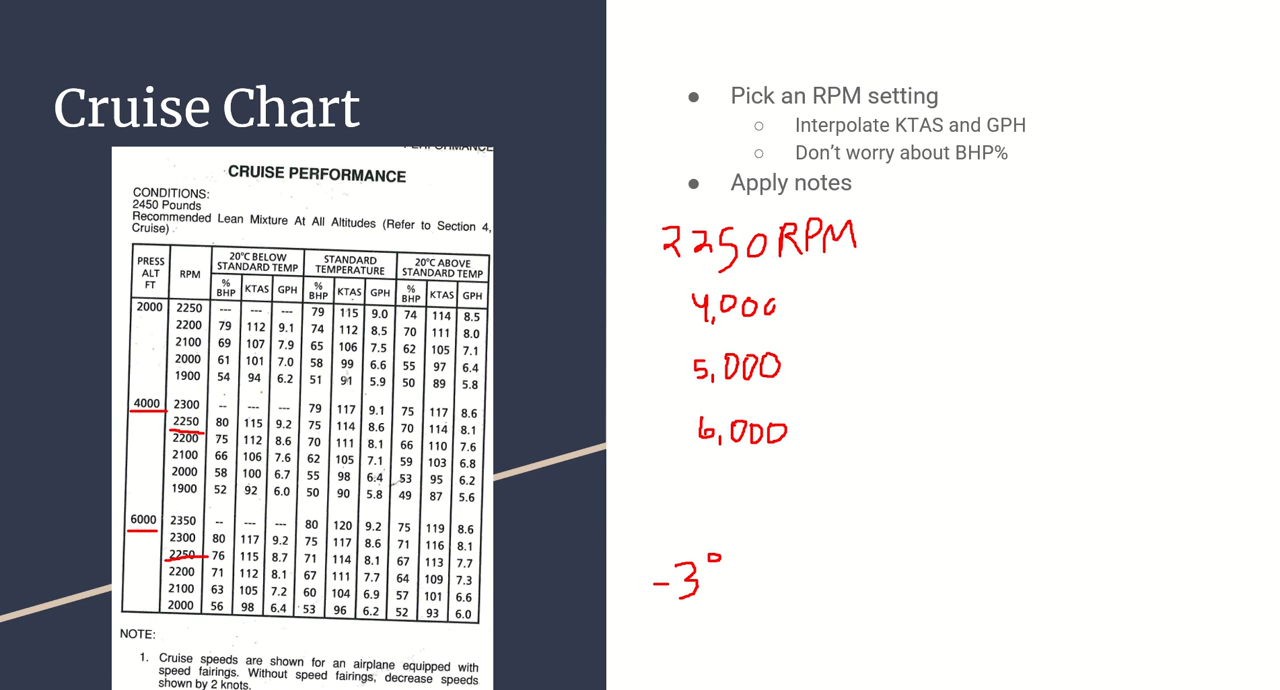 Cruise Chart
CRUISE PERFORMANCE
CONDITIONS:
2450 Pounds
Recommended Lean Mixture At All Altitudes (Refer to Section 4,
Cruise)
PRESS ALT FT RPM 20°C BELOW STANDARD TEMP STANDARD TEMPERATURE 20°C ABOVE STANDARD TEMP
% BHP KTAS GPH % BHP KTAS GPH % BHP KTAS GPH
2000 2250 --- --- --- 79 115 9.0 74 114 8.5
2200 79 112 9.1 74 112 8.5 70 111 8.0
2100 69 107 7.9 65 106 7.5 62 105 7.1
2000 61 101 7.0 58 99 6.6 55 97 6.4
1900 54 94 6.2 51 91 5.9 50 89 5.8
4000 2300 -- --- --- 79 117 9.1 75 117 8.6
2250 80 115 9.2 75 114 8.6 70 114 8.1
2200 75 112 8.6 70 111 8.1 66 110 7.6
2100 66 106 7.6 62 105 7.1 59 103 6.8
2000 58 100 6.7 55 98 6.4 53 95 6.2
1900 52 92 6.0 50 90 5.8 49 87 5.6
6000 2350 -- --- --- 80 120 9.2 75 119 8.6
2300 80 117 9.2 75 117 8.6 71 116 8.1
2250 76 115 8.7 71 114 8.1 67 113 7.7
2200 71 112 8.1 67 111 7.7 64 109 7.3
2100 63 105 7.2 60 104 6.9 57 101 6.6
2000 56 98 6.4 53 96 6.2 52 93 6.0
NOTE:
1. Cruise speeds are shown for an airplane equipped with
speed fairings. Without speed fairings, decrease speeds
shown by 2 knots.
● Pick an RPM setting
○ Interpolate KTAS and GPH
○ Don't worry about BHP%
● Apply notes
2250 RPM
4,000
5,000
6,000
-3°